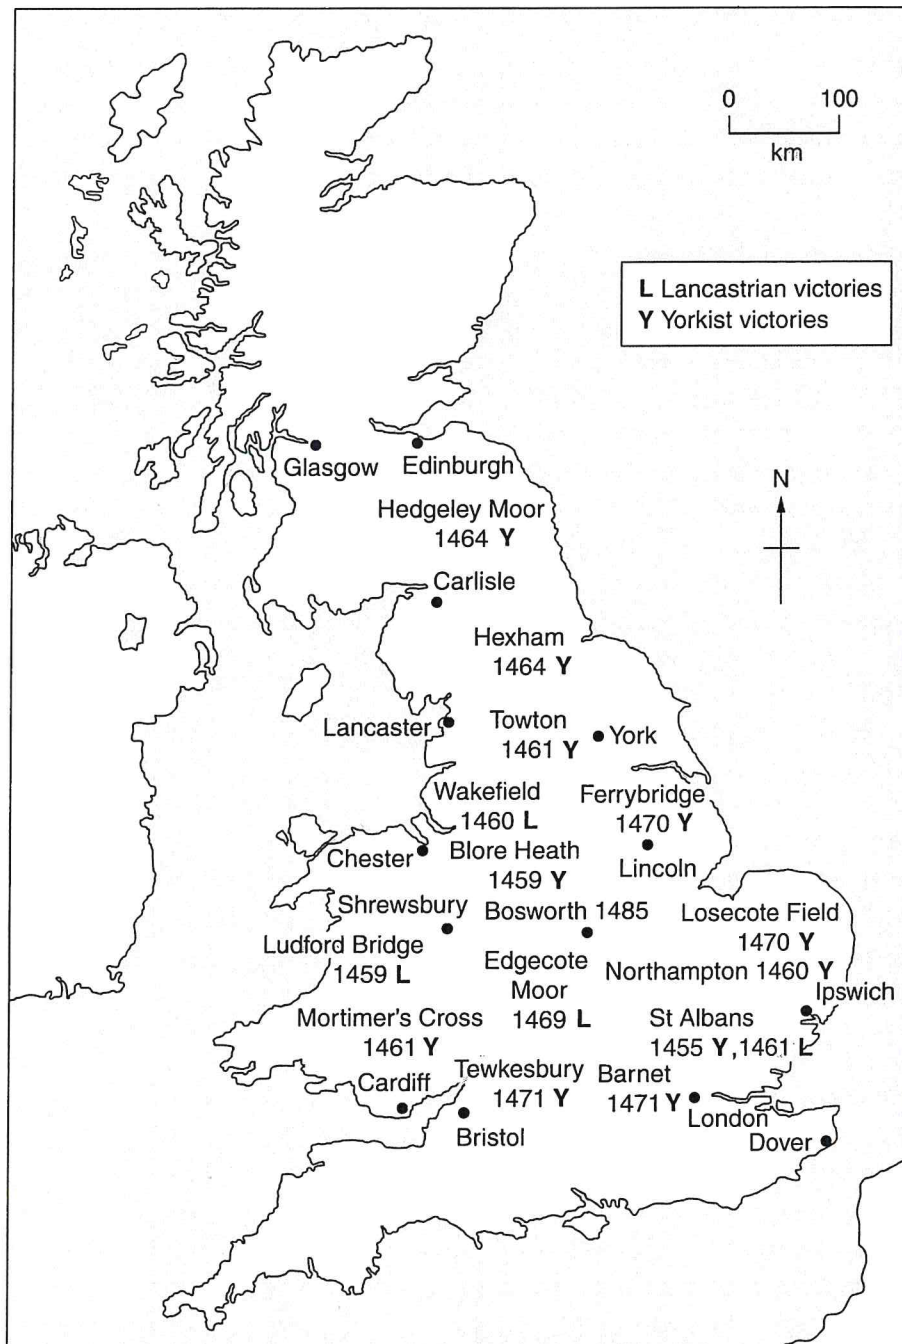 0 100
km
L Lancastrian victories
Y Yorkist victories
N
Glasgow
Edinburgh
Hedgeley Moor
1464 Y
Carlisle
Hexham
1464 Y
Lancaster
Towton
1461 Y
York
Wakefield
1460 L
Ferrybridge
1470 Y
Chester
Blore Heath
1459 Y
Lincoln
Shrewsbury
Bosworth 1485
Losecote Field
1470 Y
Ludford Bridge
1459 L
Edgecote
Moor
1469 L
Northampton 1460 Y
Ipswich
Mortimer's Cross
1461 Y
St Albans
1455 Y, 1461 L
Cardiff
Tewkesbury
1471 Y
Barnet
1471 Y
London
Bristol
Dover